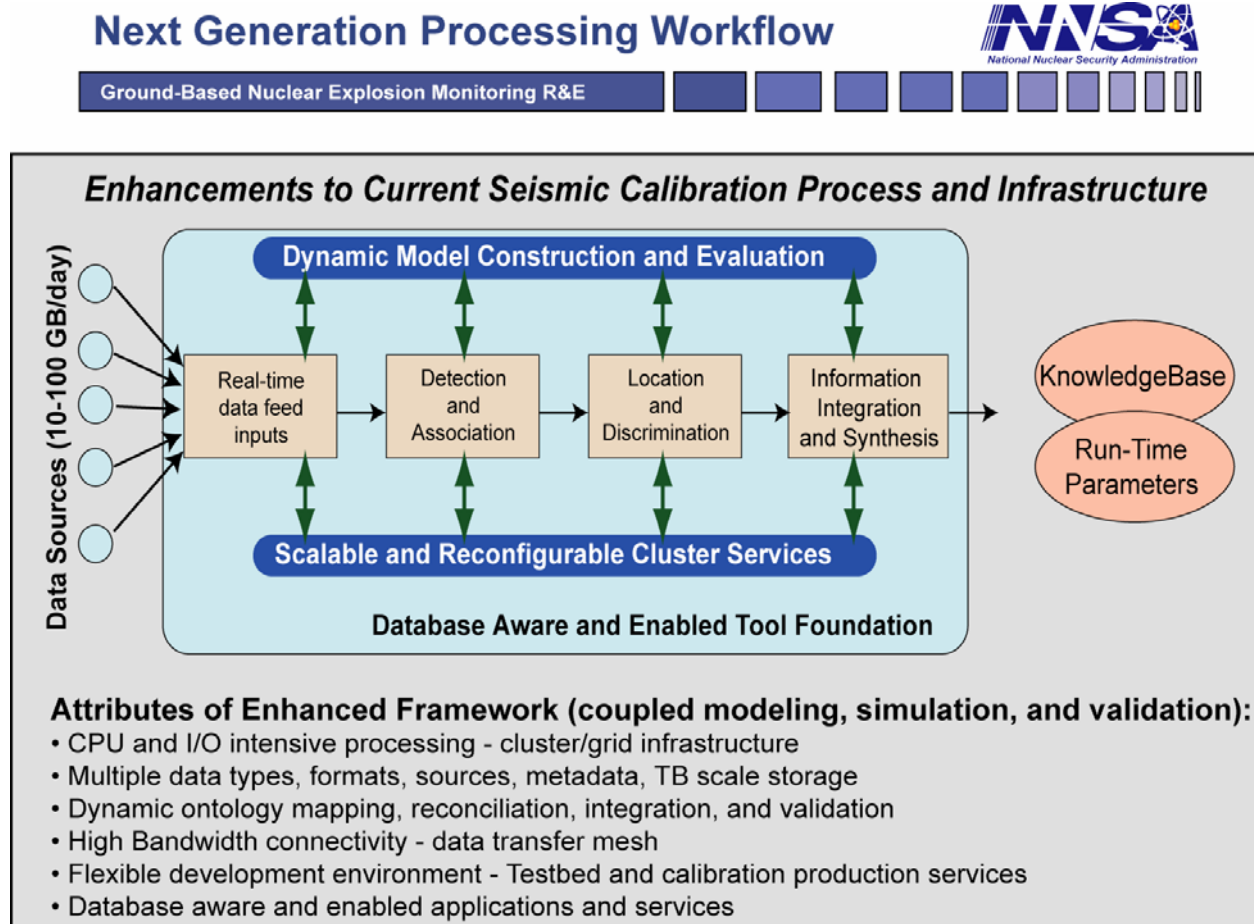 Next Generation Processing Workflow
NNSA
National Nuclear Security Administration
Ground-Based Nuclear Explosion Monitoring R&E
Enhancements to Current Seismic Calibration Process and Infrastructure
Data Sources (10-100 GB/day)
Dynamic Model Construction and Evaluation
Real-time
data feed
inputs
Detection
and
Association
Location
and
Discrimination
Information
Integration
and Synthesis
KnowledgeBase
Run-Time
Parameters
Scalable and Reconfigurable Cluster Services
Database Aware and Enabled Tool Foundation
Attributes of Enhanced Framework (coupled modeling, simulation, and validation):
• CPU and I/O intensive processing - cluster/grid infrastructure
• Multiple data types, formats, sources, metadata, TB scale storage
• Dynamic ontology mapping, reconciliation, integration, and validation
• High Bandwidth connectivity - data transfer mesh
• Flexible development environment - Testbed and calibration production services
• Database aware and enabled applications and services